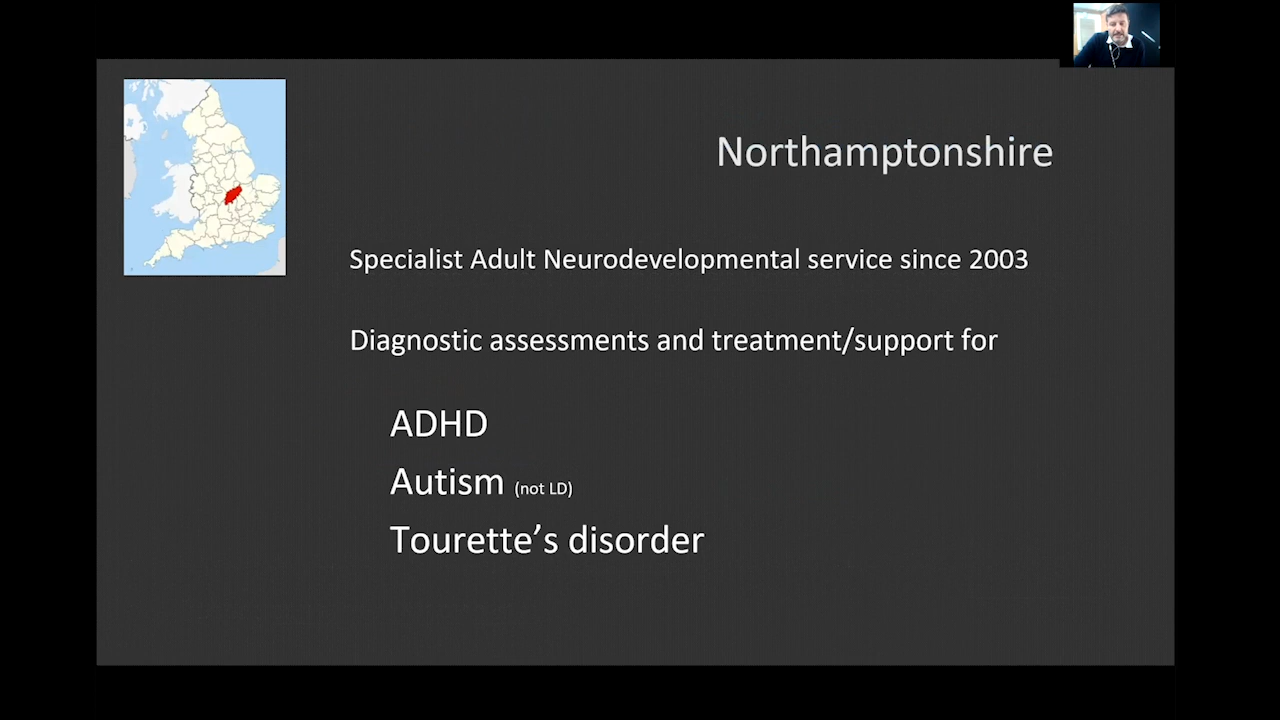 Northamptonshire
Specialist Adult Neurodevelopmental service since 2003
Diagnostic assessments and treatment/support for
ADHD
Autism (not LD)
Tourette’s disorder